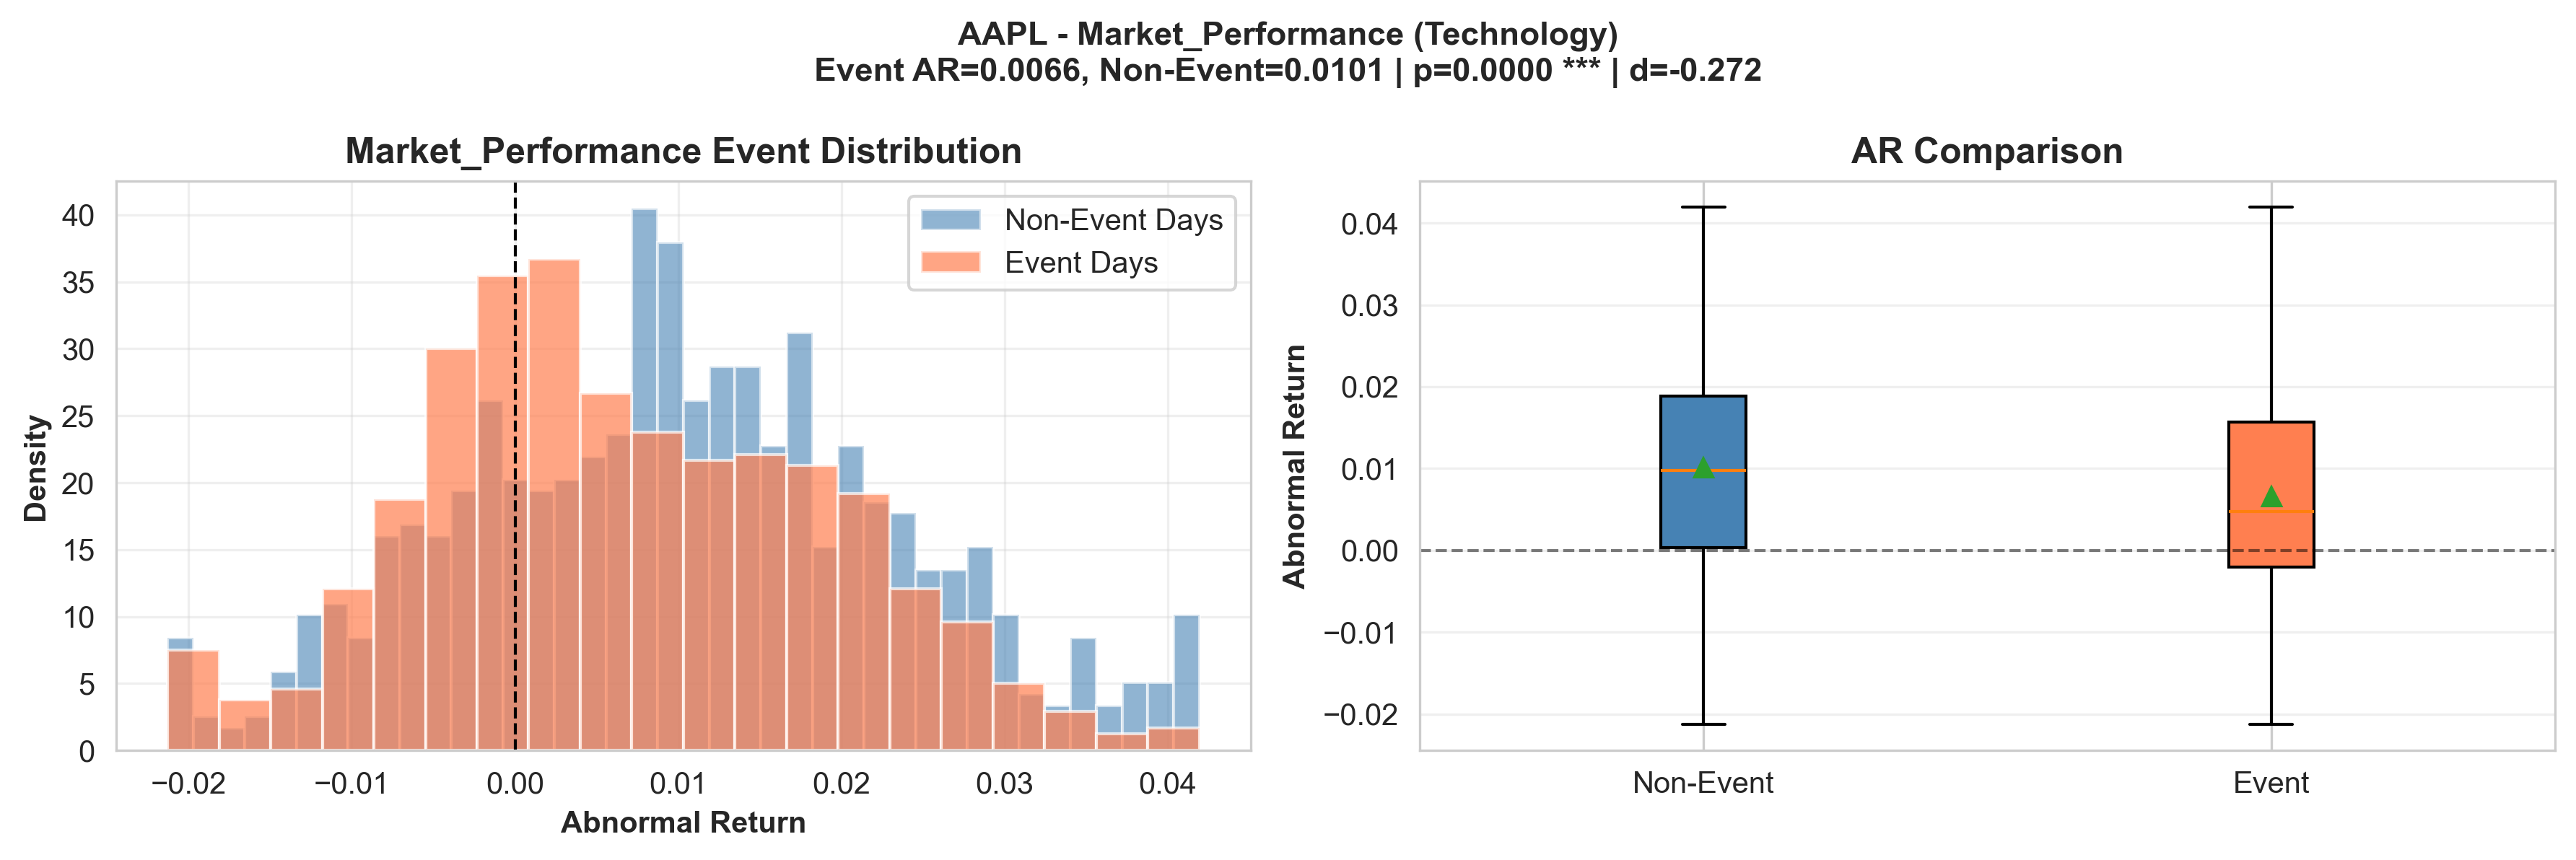 AAPL - Market_Performance (Technology)
Event AR=0.0066, Non-Event=0.0101 | p=0.0000 *** | d=-0.272
Market_Performance Event Distribution
Density
40
35
30
25
20
15
10
5
0
Non-Event Days
Event Days
−0.02
−0.01
0.00
0.01
0.02
0.03
0.04
Abnormal Return
AR Comparison
Abnormal Return
0.04
0.03
0.02
0.01
0.00
−0.01
−0.02
Non-Event
Event